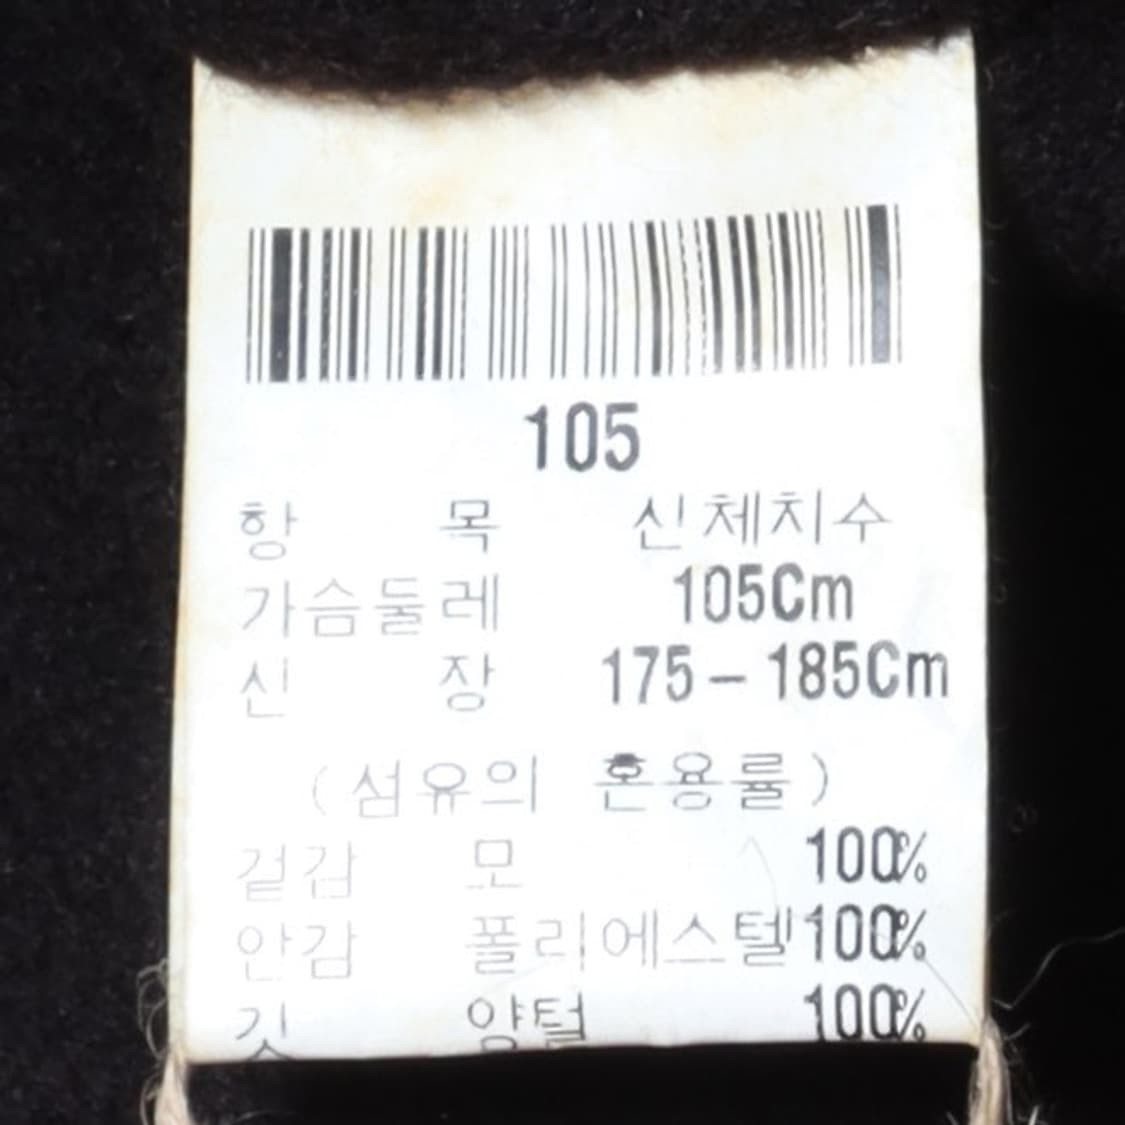 105
항 목 신체치수
가슴둘레 105Cm
신 장 175-185Cm
(섬유의 혼용률)
겉감 모 100%
안감 폴리에스텔 100%
깃 양털 100%